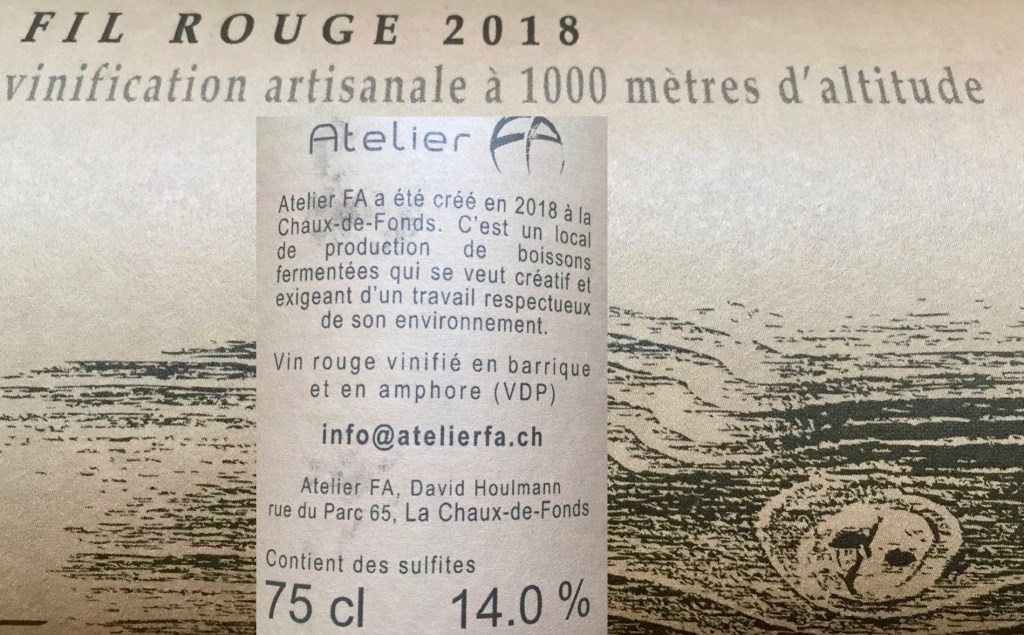 FIL ROUGE 2018
vinification artisanale à 1000 mètres d'altitude
Atelier FA
Atelier FA a été créé en 2018 à la
Chaux-de-Fonds. C'est un local
de production de boissons
fermentées qui se veut créatif et
exigeant d'un travail respectueux
de son environnement.
Vin rouge vinifié en barrique
et en amphore (VDP)
info@atelierfa.ch
Atelier FA, David Houlmann
rue du Parc 65, La Chaux-de-Fonds
Contient des sulfites
75 cl 14.0 %